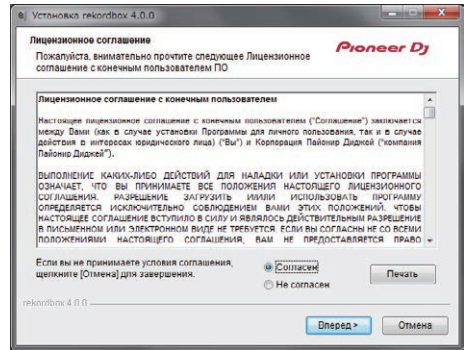 Установка rekordbox 4.0.0
Лицензионное соглашение
Пожалуйста, внимательно прочтите следующее Лицензионное
соглашение с конечным пользователем ПО
Pioneer Dj
Лицензионное соглашение с конечным пользователем
Настоящее лицензионное соглашение с конечным пользователем ("Соглашение") заключается
между Вами (как в случае установки Программы для личного пользования, так и в случае
действия в интересах юридического лица) ("Вы") и Корпорация Пайонир Диджей ("компания
Пайонир Диджей").
ВЫПОЛНЕНИЕ КАКИХ-ЛИБО ДЕЙСТВИЙ ДЛЯ НАЛАДКИ ИЛИ УСТАНОВКИ ПРОГРАММЫ
ОЗНАЧАЕТ, ЧТО ВЫ ПРИНИМАЕТЕ ВСЕ ПОЛОЖЕНИЯ НАСТОЯЩЕГО ЛИЦЕНЗИОННОГО
СОГЛАШЕНИЯ. РАЗРЕШЕНИЕ ЗАГРУЗИТЬ И/ИЛИ ИСПОЛЬЗОВАТЬ ПРОГРАММУ
ОПРЕДЕЛЯЕТСЯ ИСКЛЮЧИТЕЛЬНО СОБЛЮДЕНИЕМ ВАМИ ЭТИХ ПОЛОЖЕНИЙ. ЧТОБЫ
НАСТОЯЩЕЕ СОГЛАШЕНИЕ ВСТУПИЛО В СИЛУ И ЯВЛЯЛОСЬ ДЕЙСТВИТЕЛЬНЫМ РАЗРЕШЕНИЕ
В ПИСЬМЕННОМ ИЛИ ЭЛЕКТРОННОМ ВИДЕ НЕ ТРЕБУЕТСЯ. ЕСЛИ ВЫ СОГЛАСНЫ НЕ СО ВСЕМИ
ПОЛОЖЕНИЯМИ НАСТОЯЩЕГО СОГЛАШЕНИЯ, ВАМ НЕ ПРЕДОСТАВЛЯЕТСЯ ПРАВО
Если вы не принимаете условия соглашения,
щелкните [Отмена] для завершения.
Согласен
Не согласен
Печать
rekordbox 4.0.0
Вперед >
Отмена